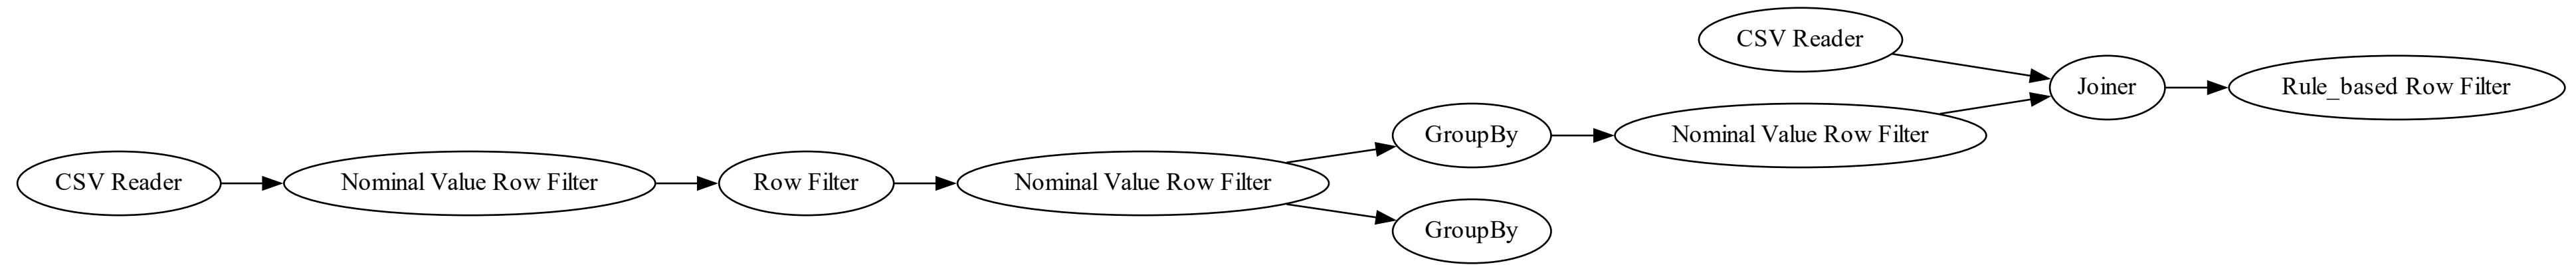 CSV Reader
Nominal Value Row Filter
Row Filter
Nominal Value Row Filter
GroupBy
GroupBy
Nominal Value Row Filter
CSV Reader
Joiner
Rule_based Row Filter